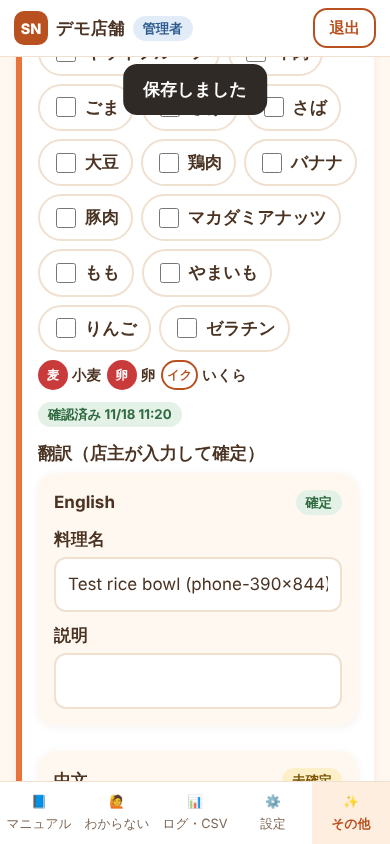 SN デモ店舗 管理者 退出
保存しました
ごま さば
大豆 鶏肉 バナナ
豚肉 マカダミアナッツ
もも やまいも
りんご ゼラチン
麦 小麦 卵 卵 イク いくら
確認済み 11/18 11:20
翻訳（店主が入力して確定）
English 確定
料理名
Test rice bowl (phone-390×844)
説明
中文 未確定
マニュアル わからない ログ・CSV 設定 その他